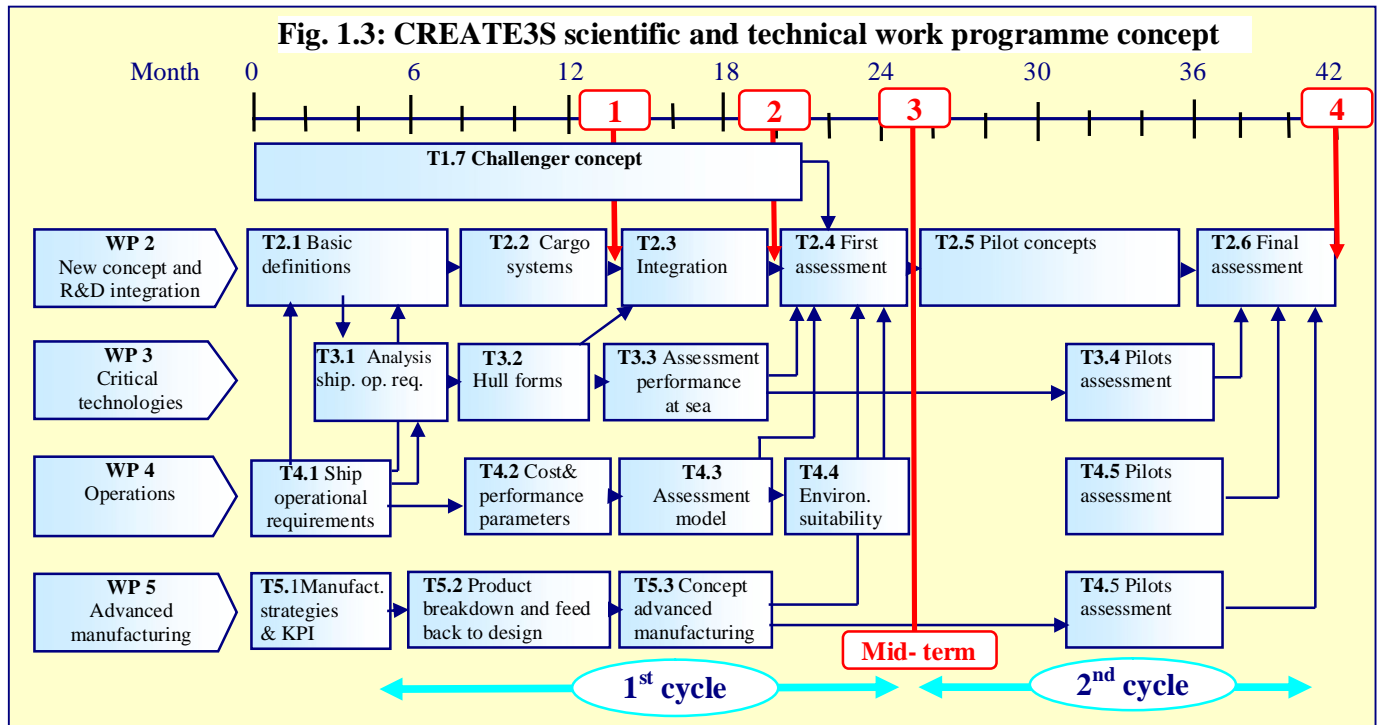 Fig. 1.3: CREATE3S scientific and technical work programme concept
Month 0 6 12 18 24 30 36 42
1 2 3 4
T1.7 Challenger concept
WP 2
New concept and
R&D integration
T2.1 Basic
definitions
T2.2 Cargo
systems
T2.3
Integration
T2.4 First
assessment
T2.5 Pilot concepts
T2.6 Final
assessment
WP 3
Critical
technologies
T3.1 Analysis
ship. op. req.
T3.2
Hull forms
T3.3 Assessment
performance
at sea
T3.4 Pilots
assessment
WP 4
Operations
T4.1 Ship
operational
requirements
T4.2 Cost&
performance
parameters
T4.3
Assessment
model
T4.4
Environ.
suitability
T4.5 Pilots
assessment
WP 5
Advanced
manufacturing
T5.1Manufact.
strategies
& KPI
T5.2 Product
breakdown and feed
back to design
T5.3 Concept
advanced
manufacturing
T4.5 Pilots
assessment
Mid- term
1st cycle
2nd cycle